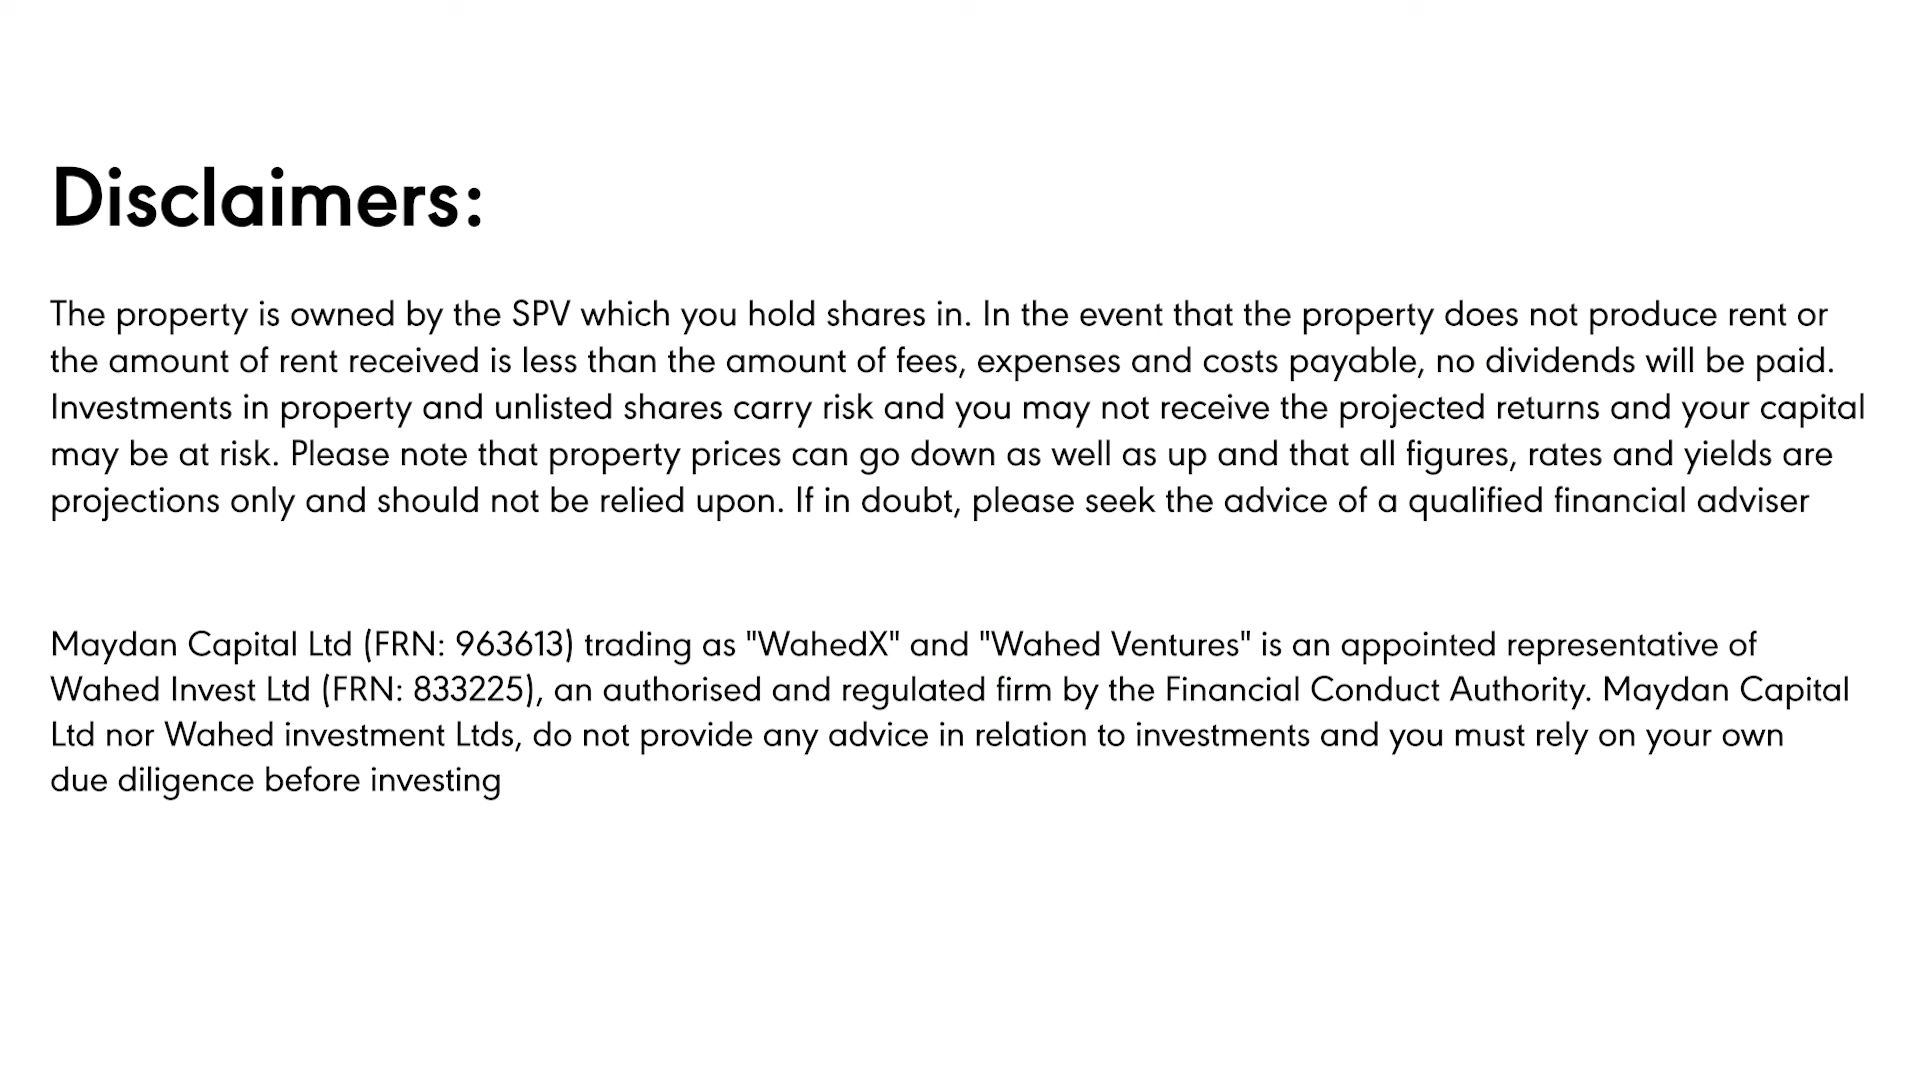 Disclaimers:
The property is owned by the SPV which you hold shares in. In the event that the property does not produce rent or
the amount of rent received is less than the amount of fees, expenses and costs payable, no dividends will be paid.
Investments in property and unlisted shares carry risk and you may not receive the projected returns and your capital
may be at risk. Please note that property prices can go down as well as up and that all figures, rates and yields are
projections only and should not be relied upon. If in doubt, please seek the advice of a qualified financial adviser
Maydan Capital Ltd (FRN: 963613) trading as "WahedX" and "Wahed Ventures" is an appointed representative of
Wahed Invest Ltd (FRN: 833225), an authorised and regulated firm by the Financial Conduct Authority. Maydan Capital
Ltd nor Wahed investment Ltds, do not provide any advice in relation to investments and you must rely on your own
due diligence before investing